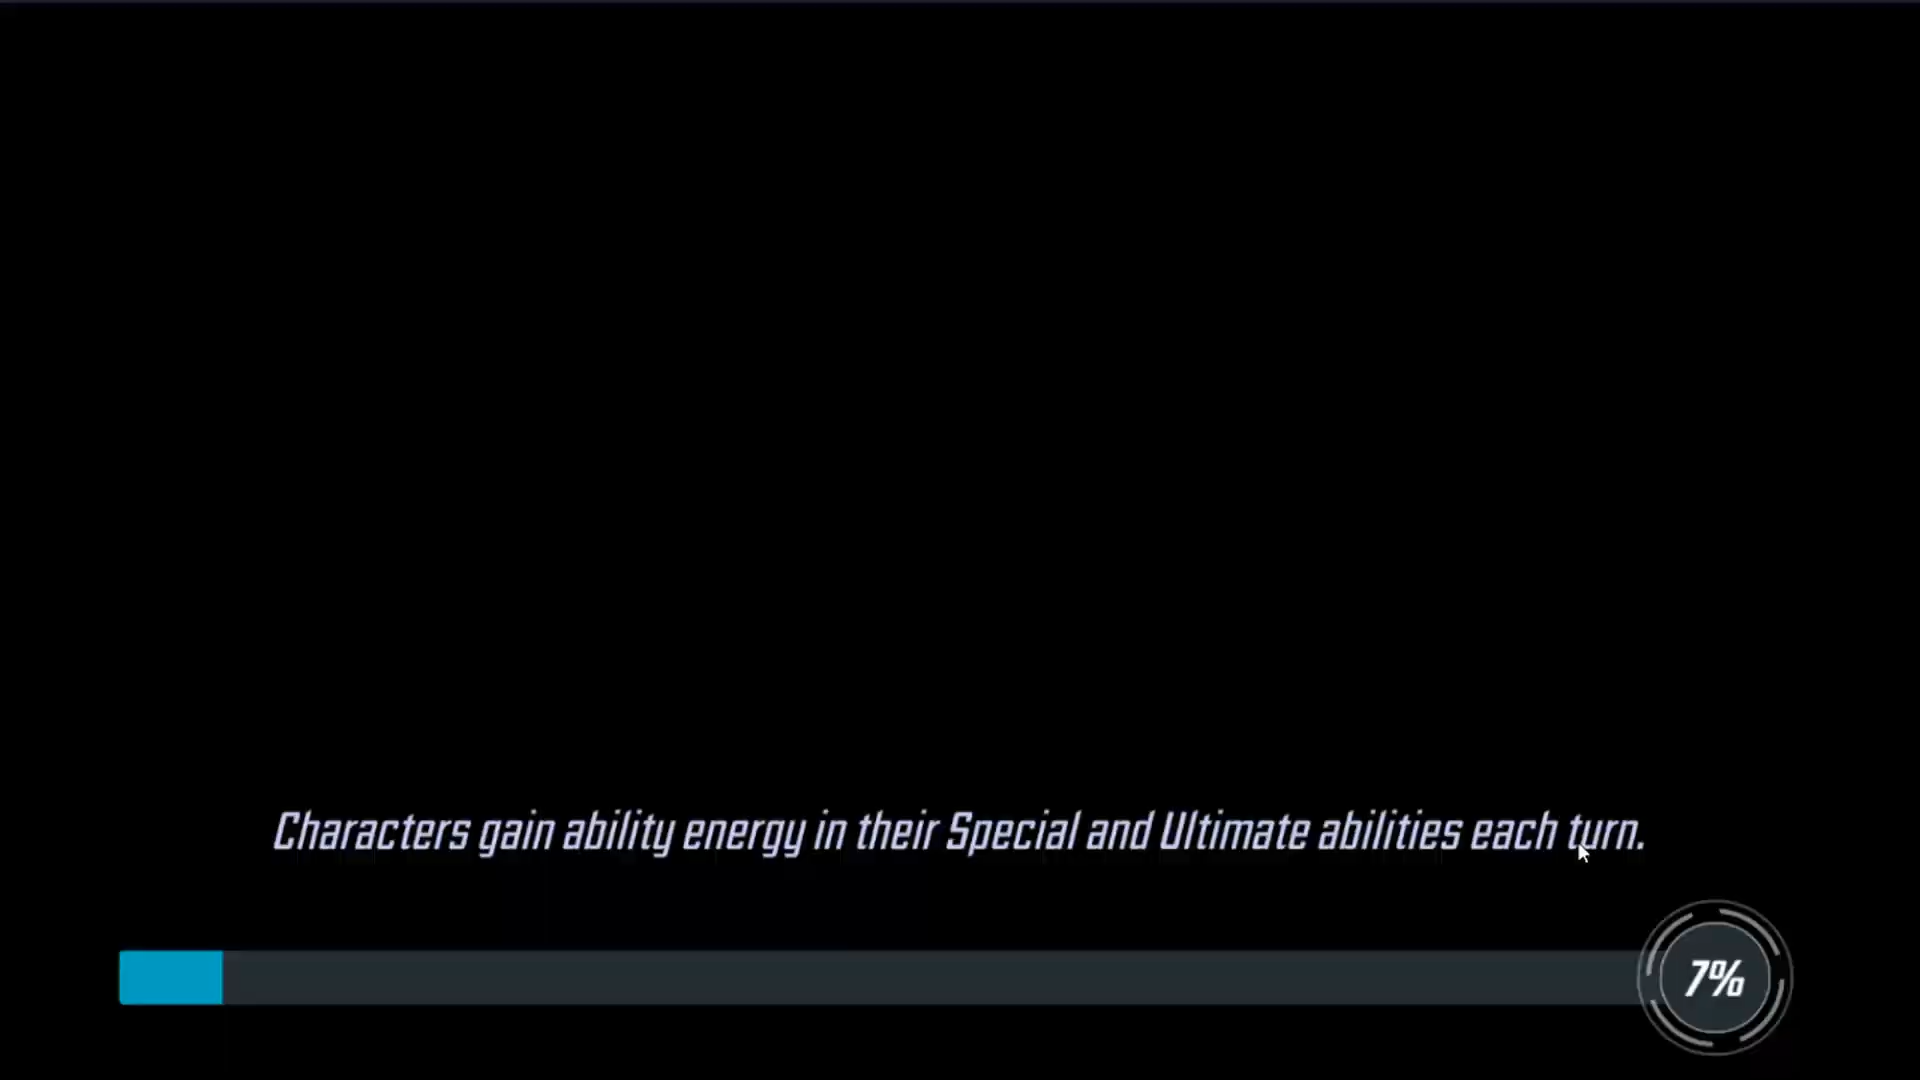 Characters gain ability energy in their Special and Ultimate abilities each turn.
7%